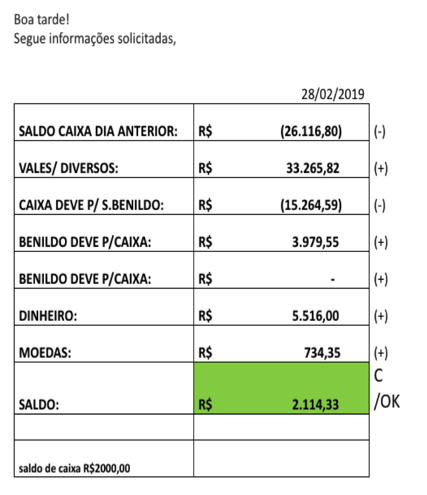 Boa tarde!
Segue informações solicitadas,
28/02/2019
SALDO CAIXA DIA ANTERIOR: R$ (26.116,80) (-)
VALES/ DIVERSOS: R$ 33.265,82 (+)
CAIXA DEVE P/ S.BENILDO: R$ (15.264,59) (-)
BENILDO DEVE P/CAIXA: R$ 3.979,55 (+)
BENILDO DEVE P/CAIXA: R$ - (+)
DINHEIRO: R$ 5.516,00 (+)
MOEDAS: R$ 734,35 (+)
C
SALDO: R$ 2.114,33 /OK
saldo de caixa R$2000,00